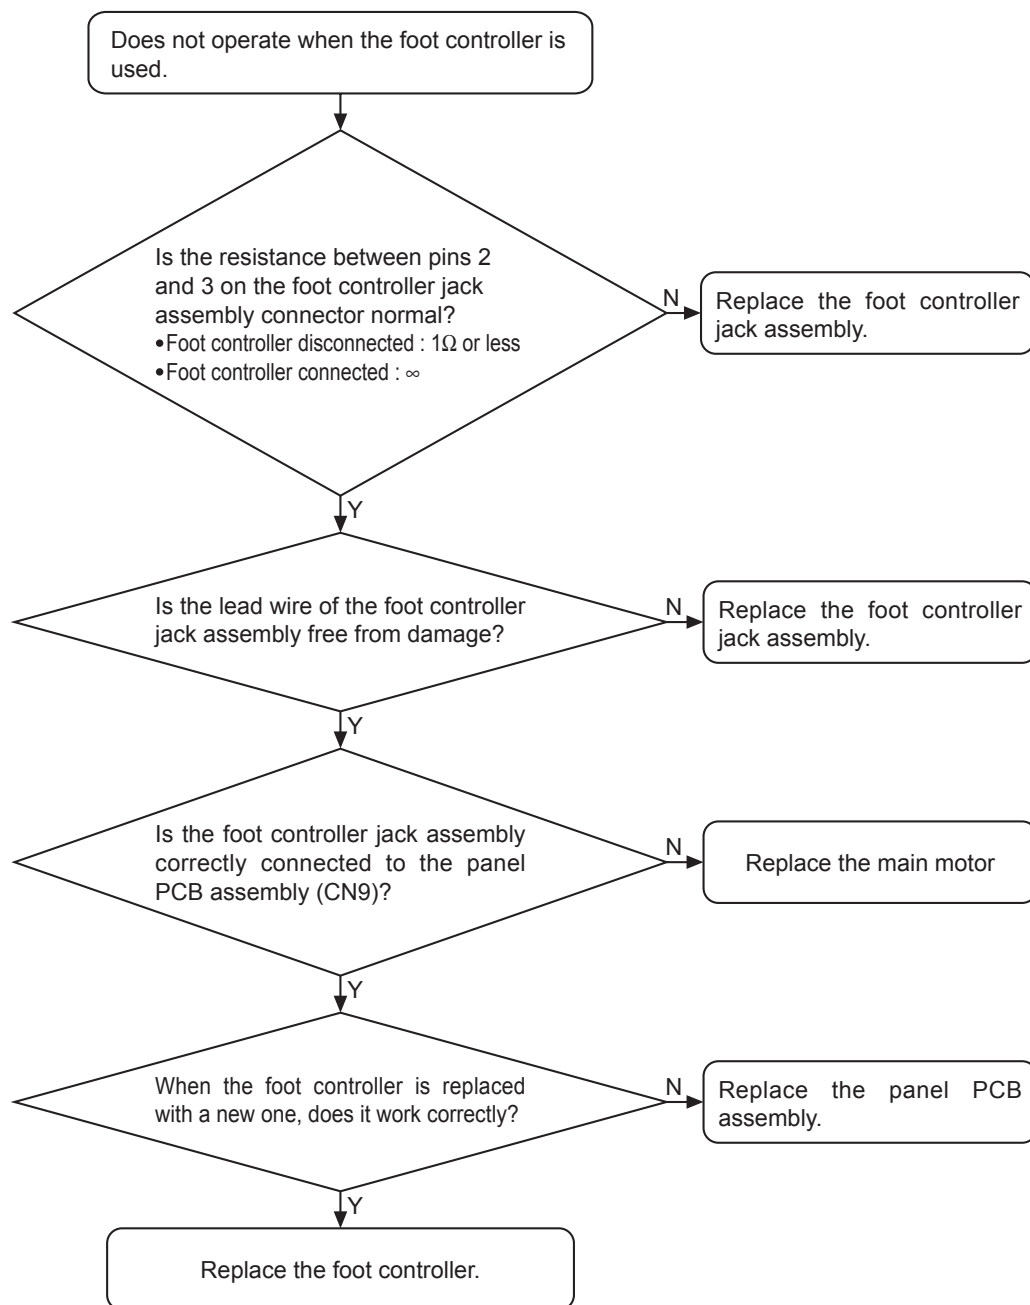 Does not operate when the foot controller is
used.
Is the resistance between pins 2
and 3 on the foot controller jack
assembly connector normal?
•Foot controller disconnected : 1Ω or less
•Foot controller connected : ∞
N
Replace the foot controller
jack assembly.
Y
Is the lead wire of the foot controller
jack assembly free from damage?
N
Replace the foot controller
jack assembly.
Y
Is the foot controller jack assembly
correctly connected to the panel
PCB assembly (CN9)?
N
Replace the main motor
Y
When the foot controller is replaced
with a new one, does it work correctly?
N
Replace the panel PCB
assembly.
Y
Replace the foot controller.